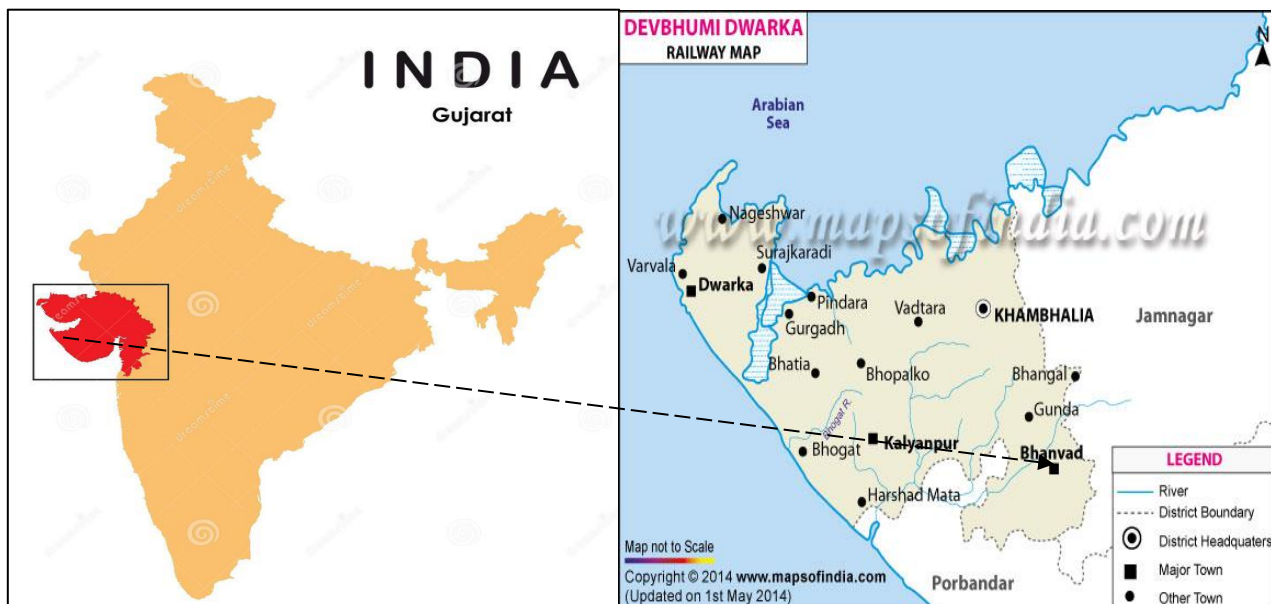 INDIA
Gujarat
dreamstime
DEVBHUMI DWARKA
RAILWAY MAP
N
Arabian
Sea
www.mapsofindia.com
Nageshwar
Surajkaradi
Varvala
Dwarka
Pindara
Gurgadh
Vadtara
KHAMBHALIA
Jamnagar
Bhatia
Bhopalko
Bhangal
Gunda
Bhogat R.
Kalyanpur
Bhogat
Bhanvad
Harshad Mata
Porbandar
LEGEND
River
District Boundary
District Headquaters
Major Town
Other Town
Map not to Scale
Copyright © 2014 www.mapsofindia.com
(Updated on 1st May 2014)